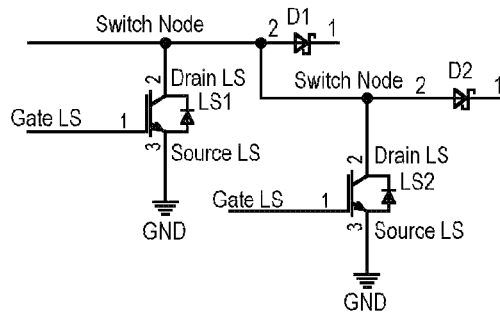 Switch Node 2 D1 1
2 Drain LS
LS1
Gate LS 1
3 Source LS
GND
Switch Node 2 D2 1
2 Drain LS
LS2
Gate LS 1
3 Source LS
GND